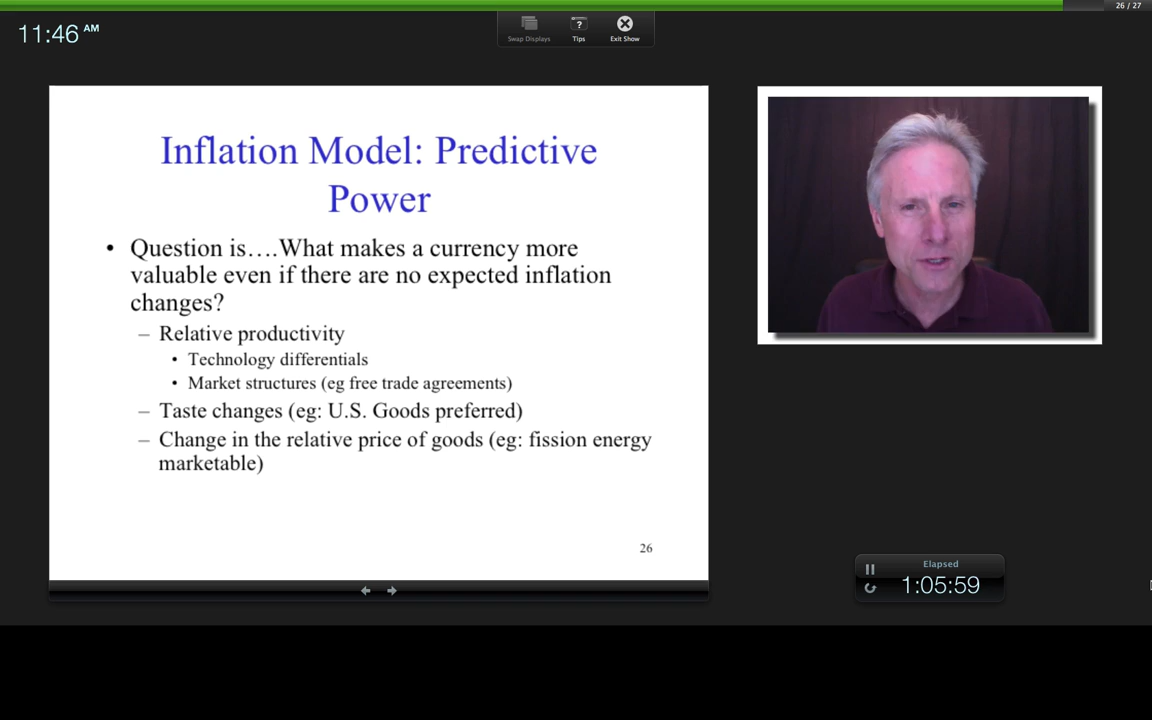 26 / 27
11:46 AM
Swap Displays
Tips
Exit Show
Inflation Model: Predictive
Power
• Question is….What makes a currency more
valuable even if there are no expected inflation
changes?
– Relative productivity
• Technology differentials
• Market structures (eg free trade agreements)
– Taste changes (eg: U.S. Goods preferred)
– Change in the relative price of goods (eg: fission energy
marketable)
26
Elapsed
1:05:59